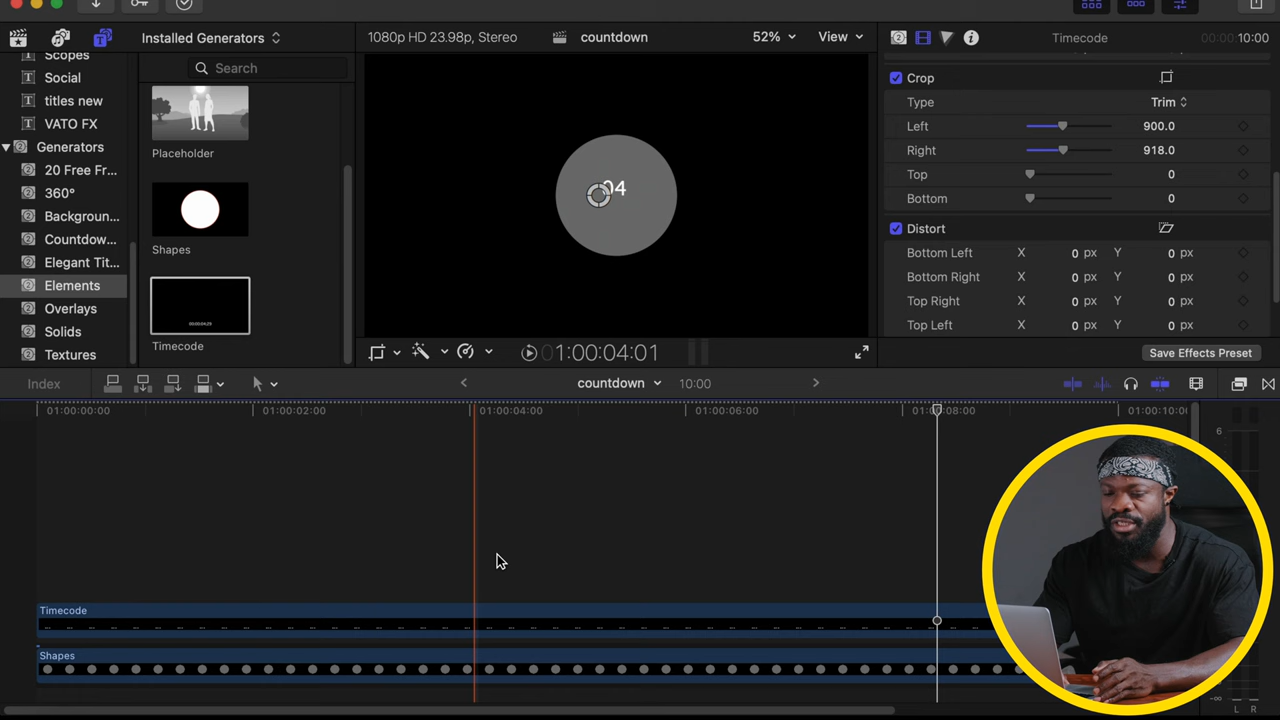 Installed Generators
1080p HD 23.98p, Stereo
countdown
52%
View
Timecode
00:00:10:00
Scopes
Social
titles new
VATO FX
Generators
20 Free Fr...
360°
Backgroun...
Countdow...
Elegant Tit...
Elements
Overlays
Solids
Textures
Search
Placeholder
Shapes
Timecode
04
1:00:04:01
Crop
Type
Trim
Left
900.0
Right
918.0
Top
0
Bottom
0
Distort
Bottom Left X 0 px Y 0 px
Bottom Right X 0 px Y 0 px
Top Right X 0 px Y 0 px
Top Left X 0 px Y 0 px
Save Effects Preset
Index
countdown
10:00
01:00:00:00
01:00:02:00
01:00:04:00
01:00:06:00
01:00:08:00
01:00:10:00
6
Timecode
Shapes
-∞
L R